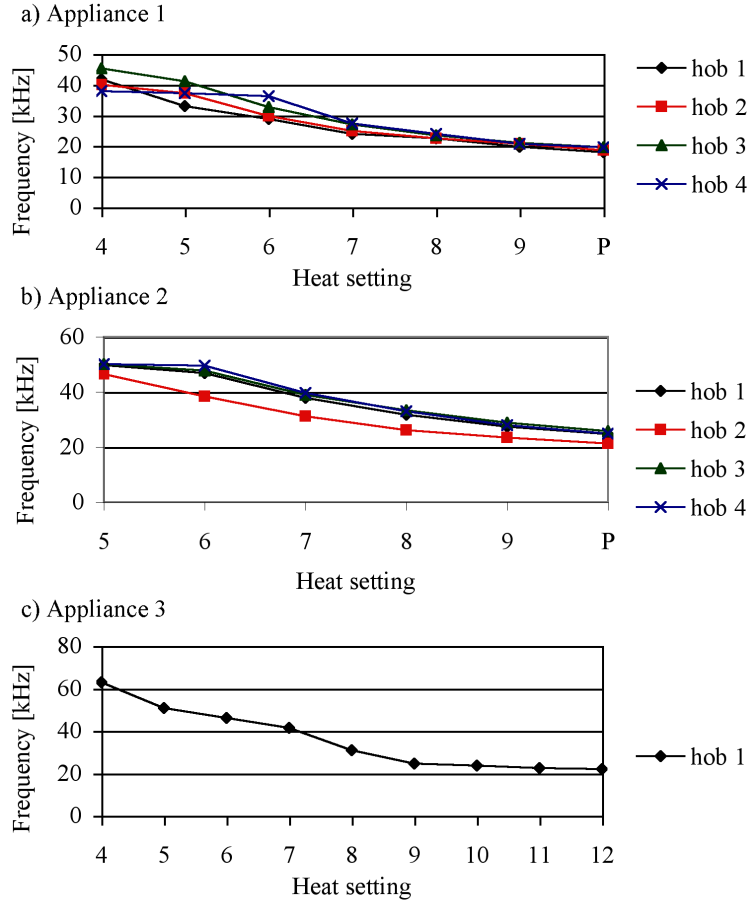 a) Appliance 1
Frequency [kHz]
50
40
30
20
10
0
4 5 6 7 8 9 P
Heat setting
hob 1
hob 2
hob 3
hob 4
b) Appliance 2
Frequency [kHz]
60
40
20
0
5 6 7 8 9 P
Heat setting
hob 1
hob 2
hob 3
hob 4
c) Appliance 3
Frequency [kHz]
80
60
40
20
0
4 5 6 7 8 9 10 11 12
Heat setting
hob 1